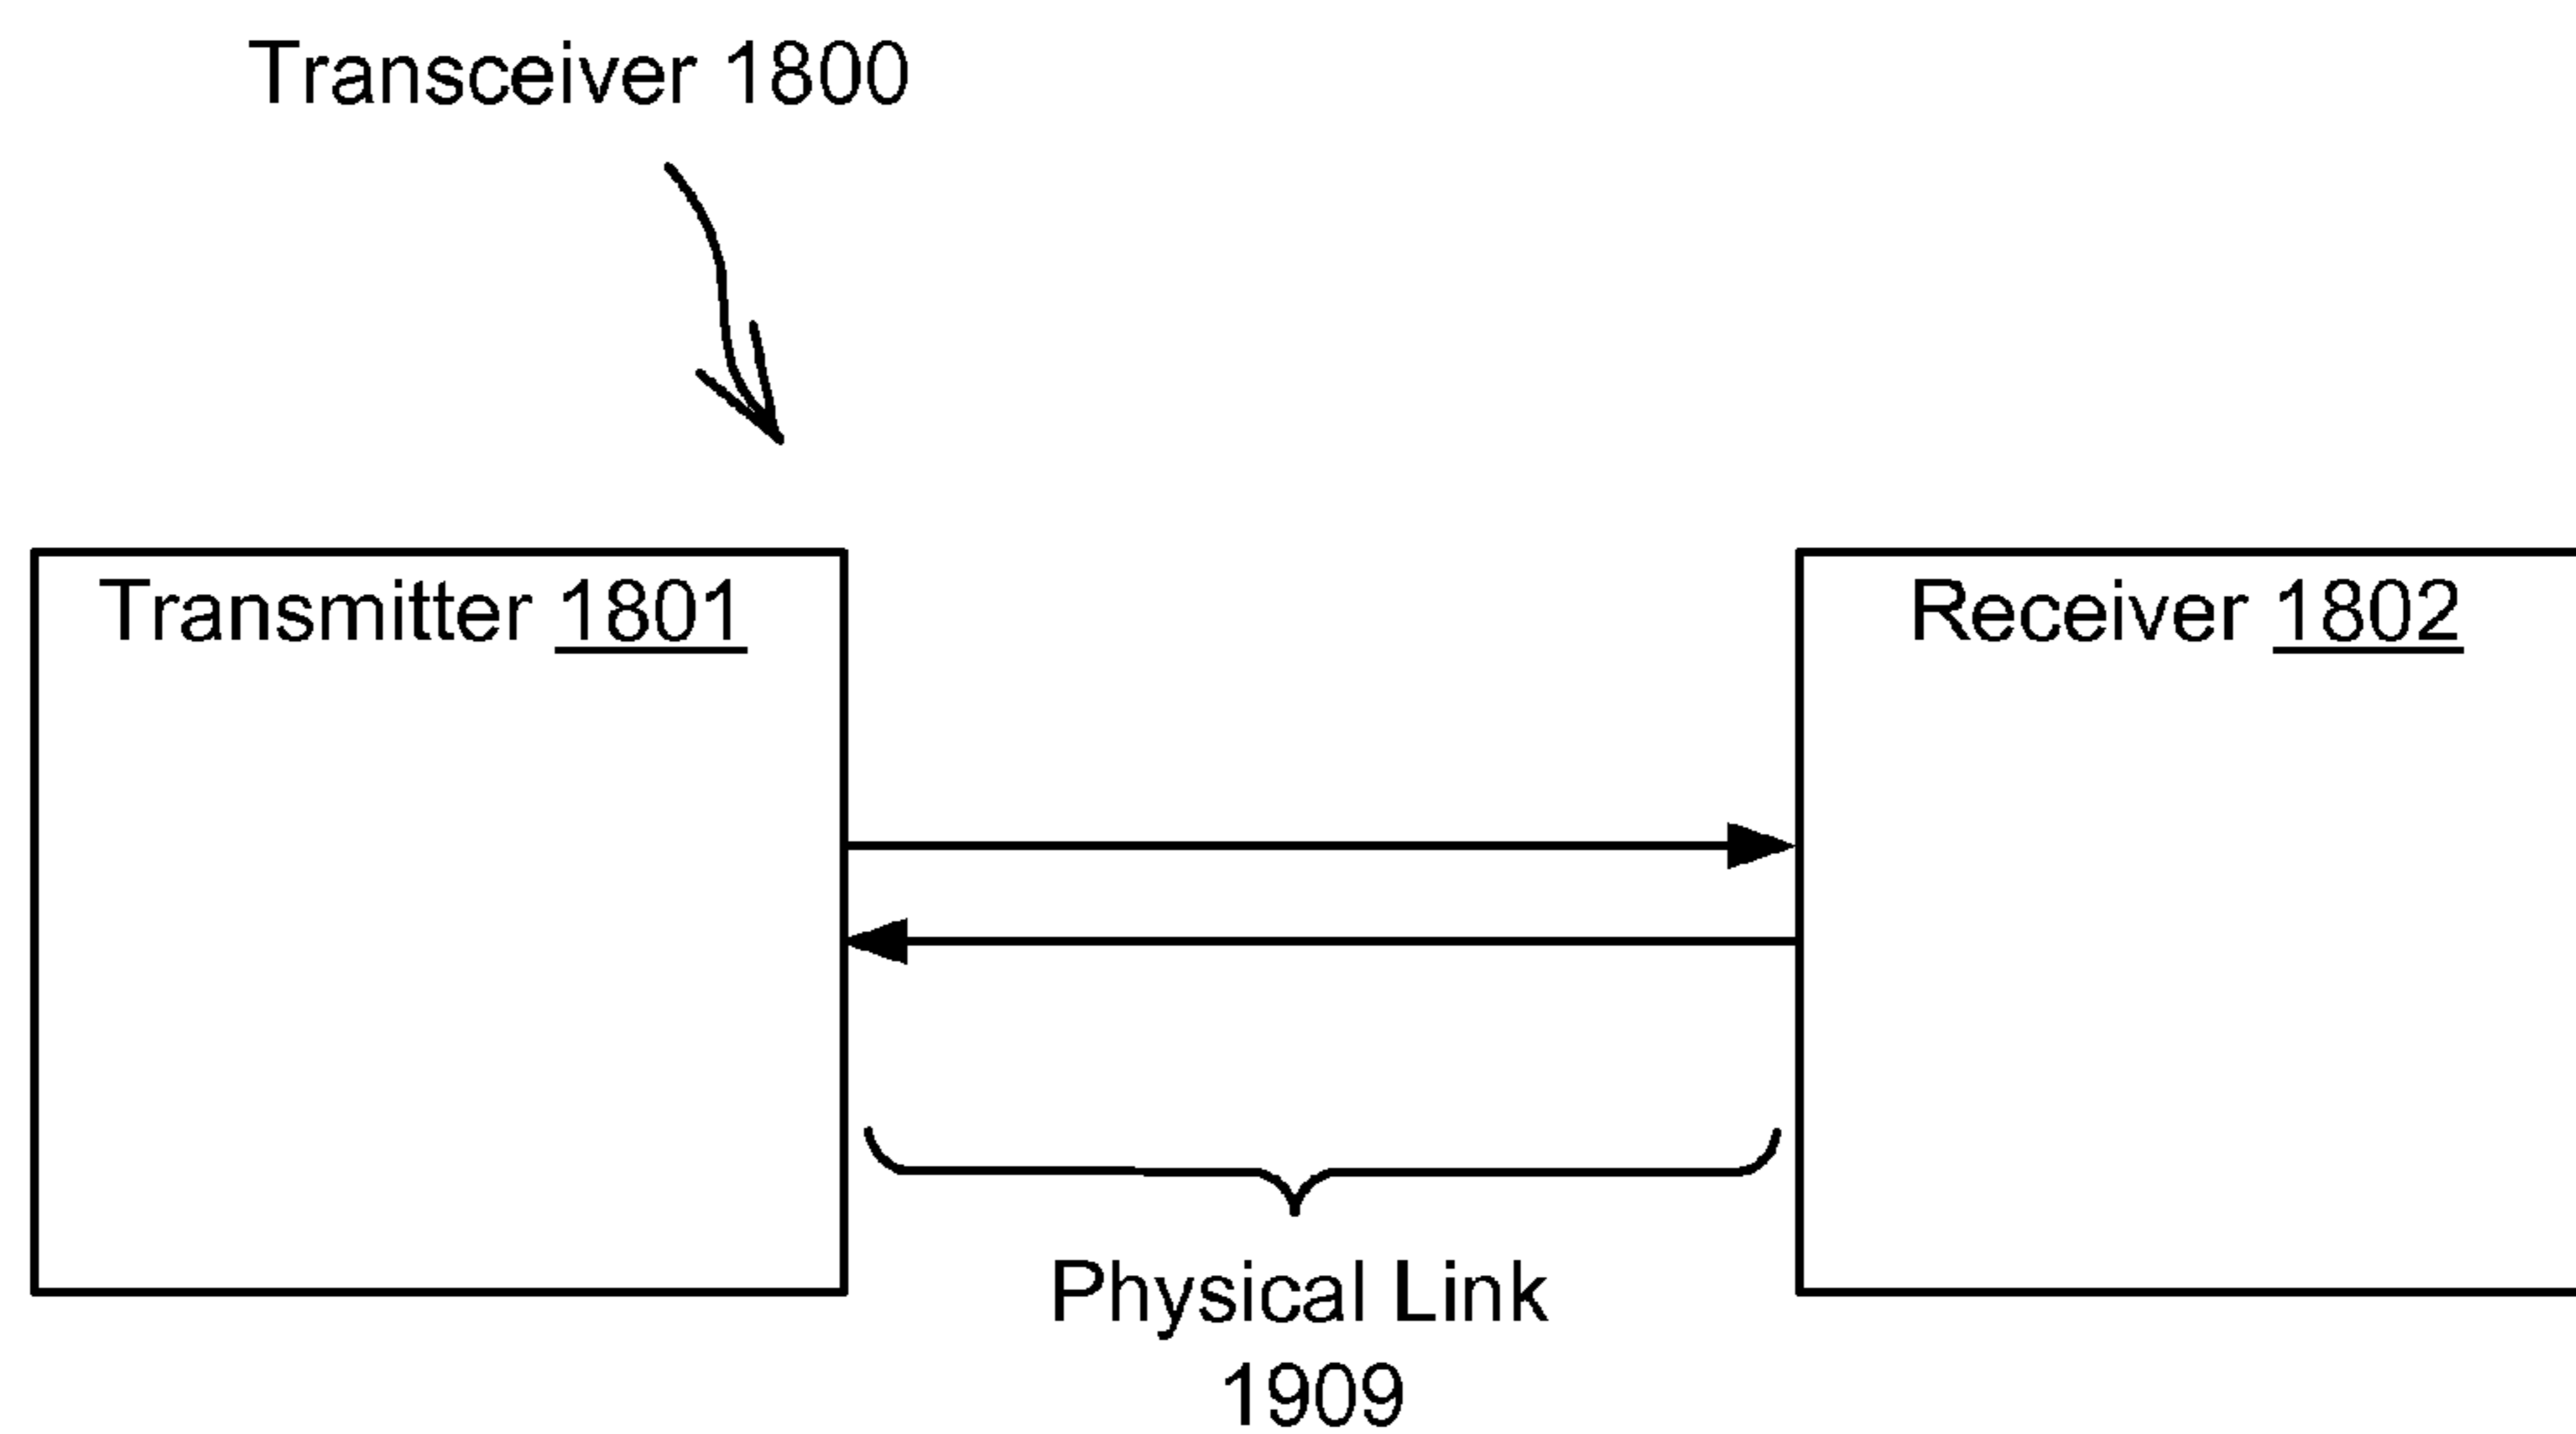 Transceiver 1800
Transmitter 1801
Receiver 1802
Physical Link
1909